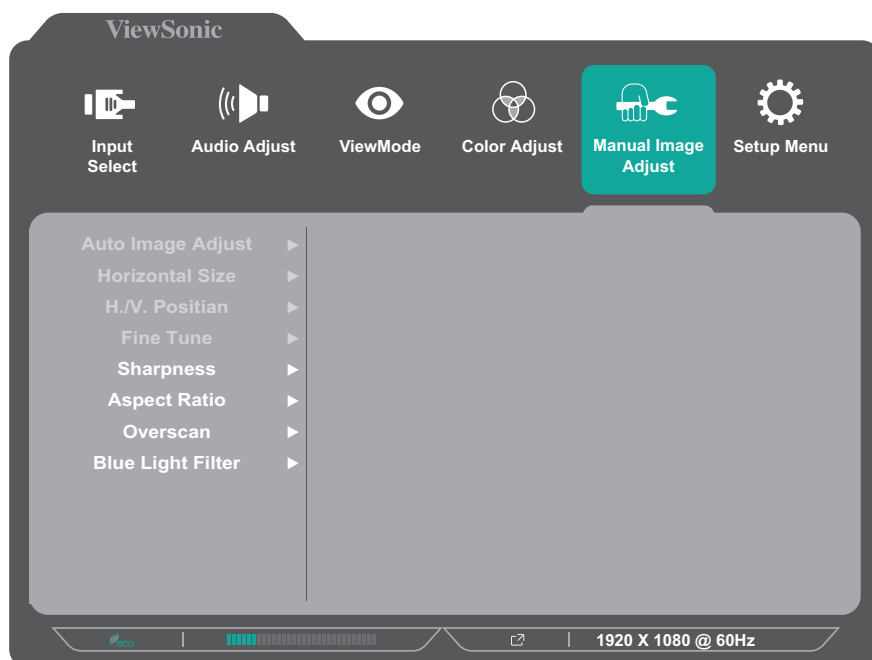 ViewSonic
Input
Select
Audio Adjust
ViewMode
Color Adjust
Manual Image
Adjust
Setup Menu
Auto Image Adjust
Horizontal Size
H./V. Positian
Fine Tune
Sharpness
Aspect Ratio
Overscan
Blue Light Filter
eco
1920 X 1080 @ 60Hz